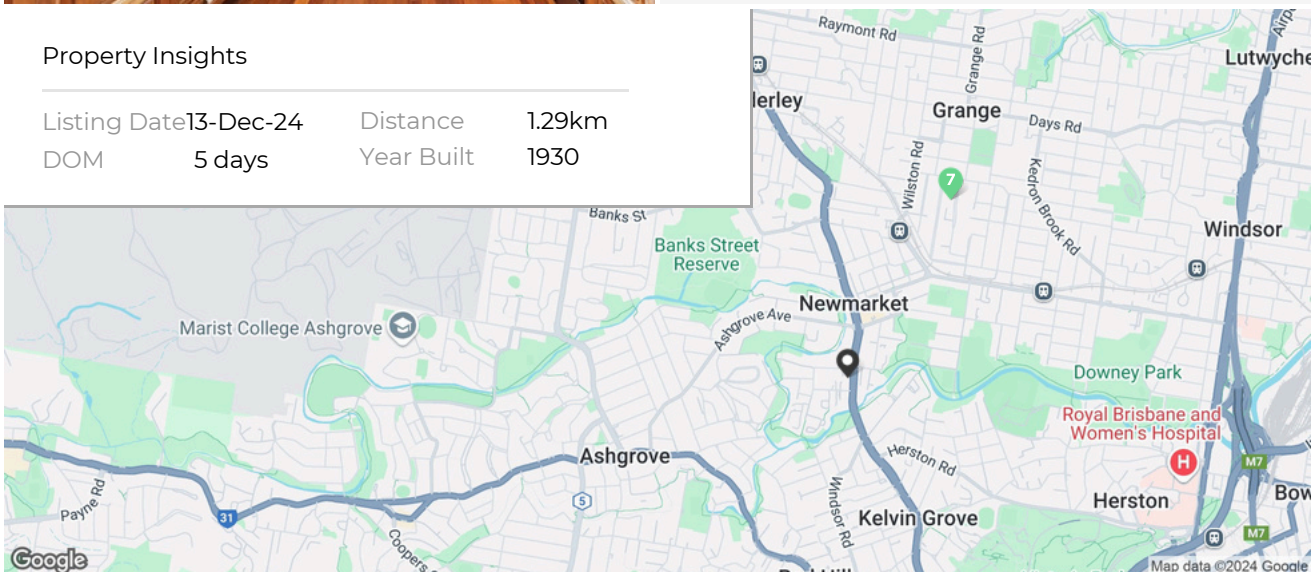 Property Insights
Listing Date 13-Dec-24 Distance 1.29km
DOM 5 days Year Built 1930
Raymont Rd
Grange Rd
Lutwyche
Grange
Days Rd
Wilston Rd
7
Kedron Brook Rd
Windsor
Banks St
Banks Street
Reserve
Newmarket
Ashgrove Ave
Marist College Ashgrove
Downey Park
Royal Brisbane and
Women's Hospital
H
M7
Ashgrove
Herston Rd
Payne Rd
31
5
Windsor Rd
Kelvin Grove
Herston
M7
Google
Map data ©2024 Google